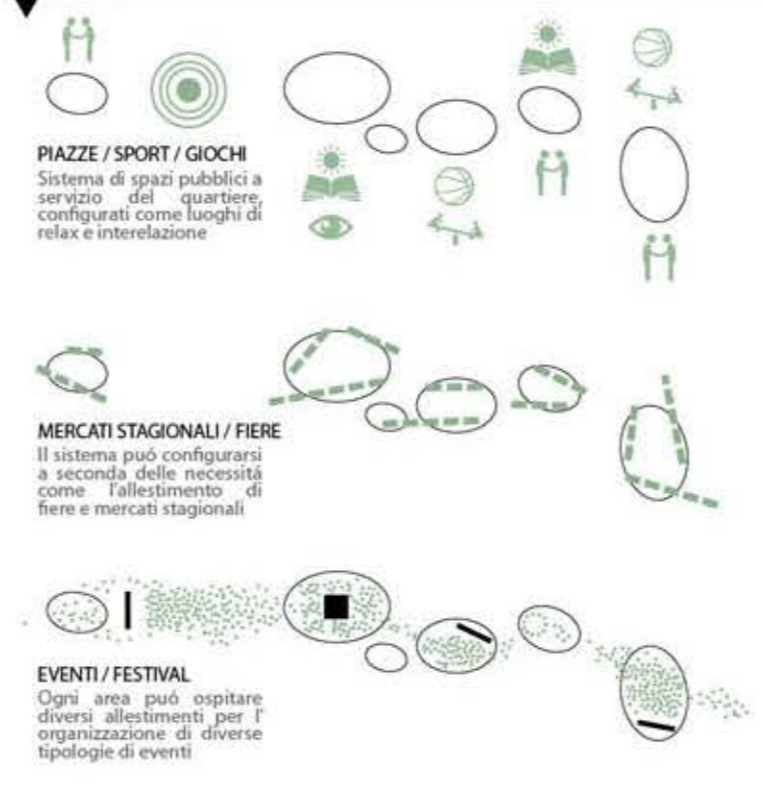 PIAZZE / SPORT / GIOCHI
Sistema di spazi pubblici a
servizio del quartiere,
configurati come luoghi di
relax e interelazione
MERCATI STAGIONALI / FIERE
Il sistema puó configurarsi
a seconda delle necessitá
come l'allestimento di
fiere e mercati stagionali
EVENTI / FESTIVAL
Ogni area puó ospitare
diversi allestimenti per l'
organizzazione di diverse
tipologie di eventi